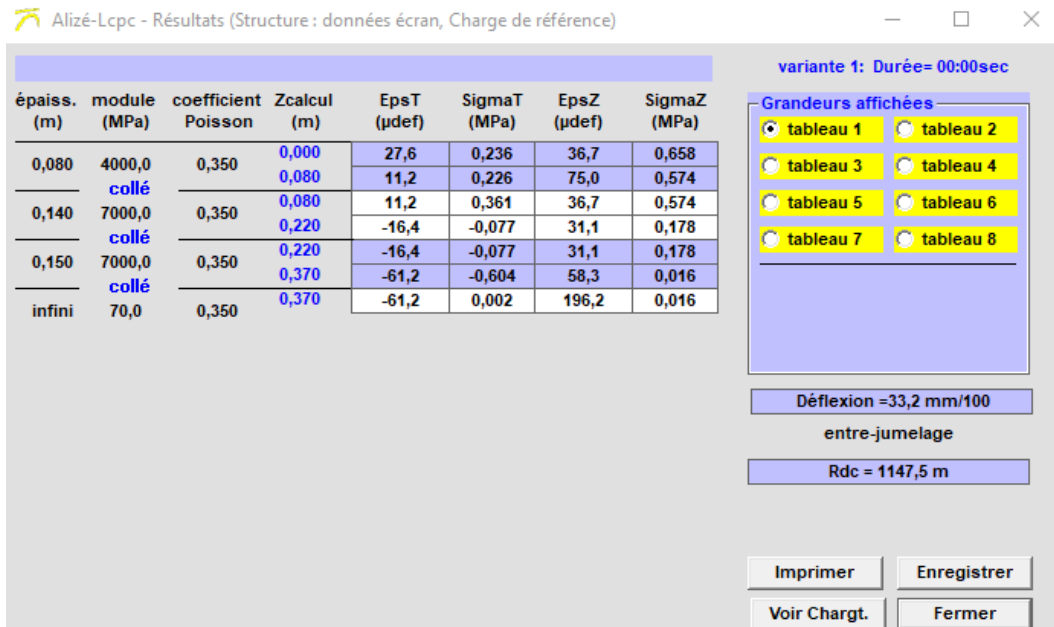 Alizé-Lcpc - Résultats (Structure : données écran, Charge de référence)
variante 1: Durée= 00:00sec
épaiss. module coefficient Zcalcul EpsT SigmaT EpsZ SigmaZ
(m) (MPa) Poisson (m) (µdef) (MPa) (µdef) (MPa)
0,080 4000,0 0,350
0,000 27,6 0,236 36,7 0,658
0,080 11,2 0,226 75,0 0,574
collé
0,140 7000,0 0,350
0,080 11,2 0,361 36,7 0,574
0,220 -16,4 -0,077 31,1 0,178
collé
0,150 7000,0 0,350
0,220 -16,4 -0,077 31,1 0,178
0,370 -61,2 -0,604 58,3 0,016
collé
infini 70,0 0,350
0,370 -61,2 0,002 196,2 0,016
Grandeurs affichées
tableau 1 tableau 2
tableau 3 tableau 4
tableau 5 tableau 6
tableau 7 tableau 8
Déflexion =33,2 mm/100
entre-jumelage
Rdc = 1147,5 m
Imprimer Enregistrer
Voir Chargt. Fermer